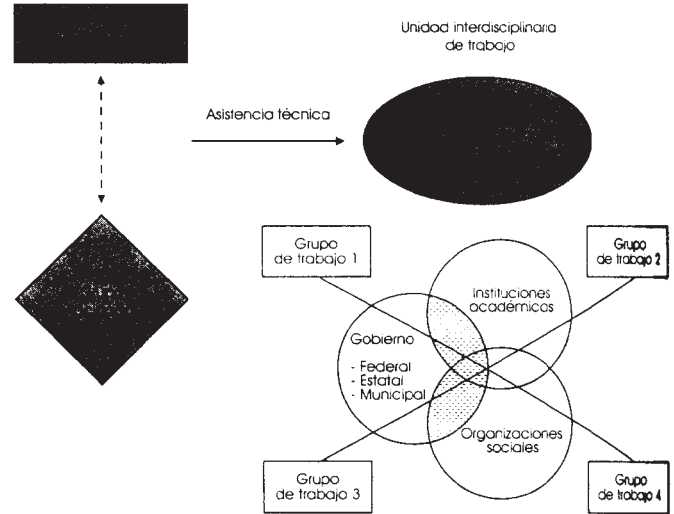 Unidad interdisciplinaria
de trabajo
Asistencia técnica
Grupo
de trabajo 1
Grupo
de trabajo 2
Instituciones
académicas
Gobierno
- Federal
- Estatal
- Municipal
Organizaciones
sociales
Grupo
de trabajo 3
Grupo
de trabajo 4